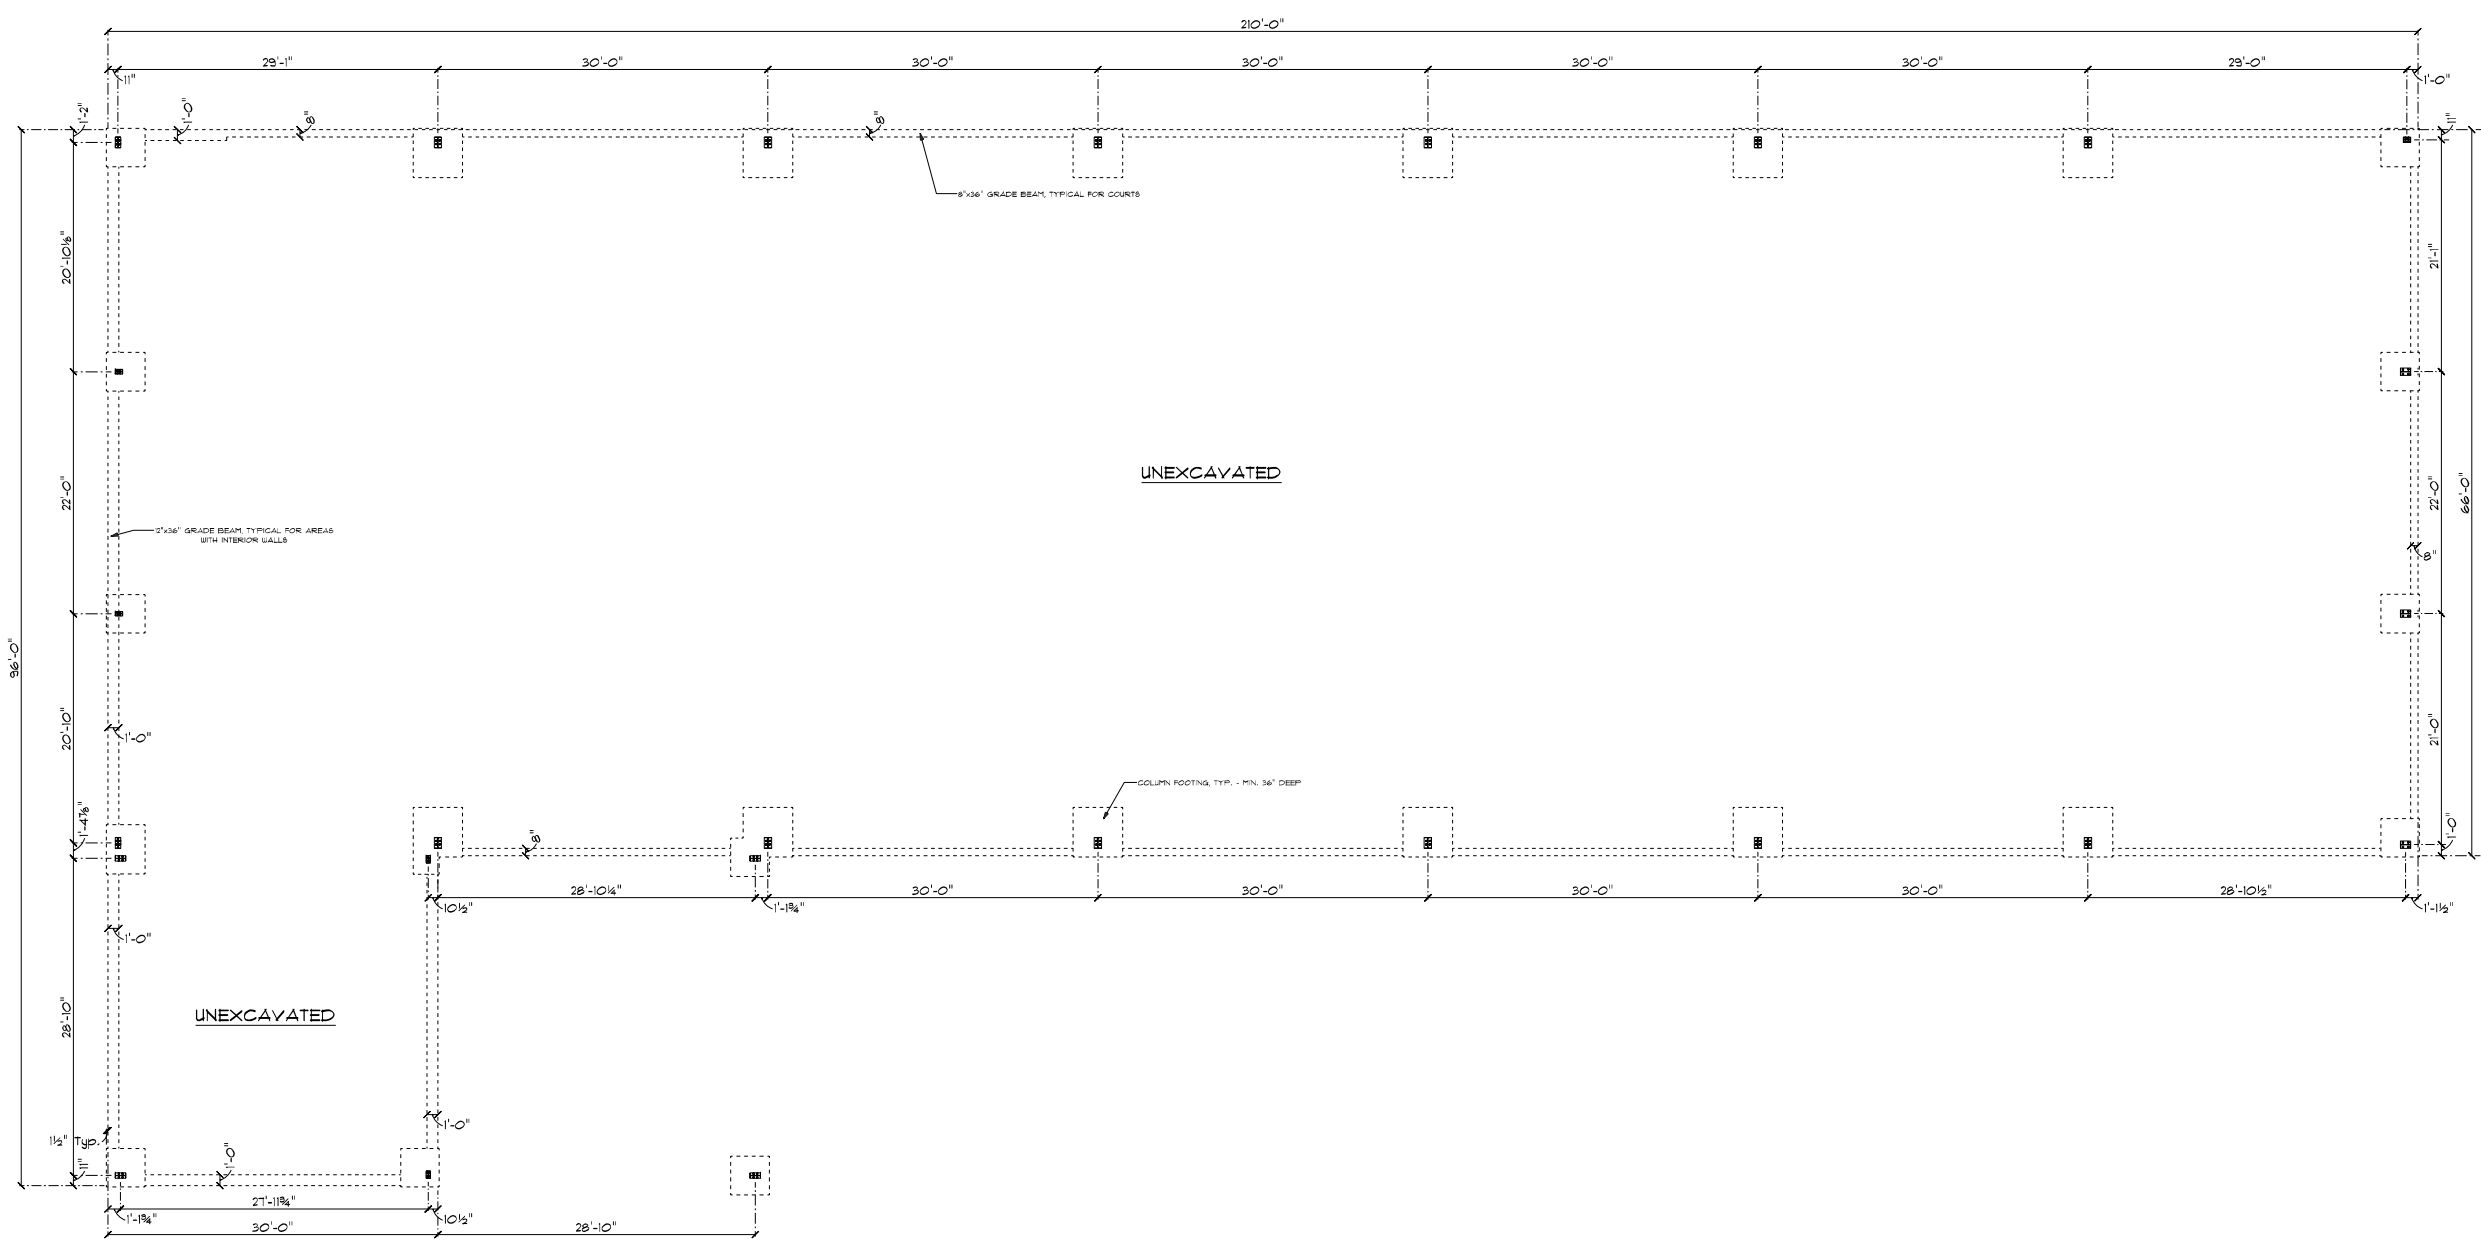 210'-0"
29'-1" 30'-0" 30'-0" 30'-0" 30'-0" 30'-0" 29'-0"
11" 1'-0"
1'-2" 1'-0" 8" 8" 11"
8"x36" GRADE BEAM, TYPICAL FOR COURTS
20'-10⅛" 21'-1"
UNEXCAVATED
22'-0" 22'-0" 66'-0"
12"x36" GRADE BEAM, TYPICAL FOR AREAS
WITH INTERIOR WALLS
8"
96'-0"
20'-10" 1'-0" 21'-0"
COLUMN FOOTING, TYP. - MIN. 36" DEEP
1'-4⅞" 8" 1'-0"
28'-10¼" 30'-0" 30'-0" 30'-0" 30'-0" 28'-10½"
10½" 1'-1¾" 1'-1½"
1'-0"
28'-10" UNEXCAVATED
1'-0"
1½" Typ.
11" 1'-0"
27'-11¾"
1'-1¾" 10½"
30'-0" 28'-10"